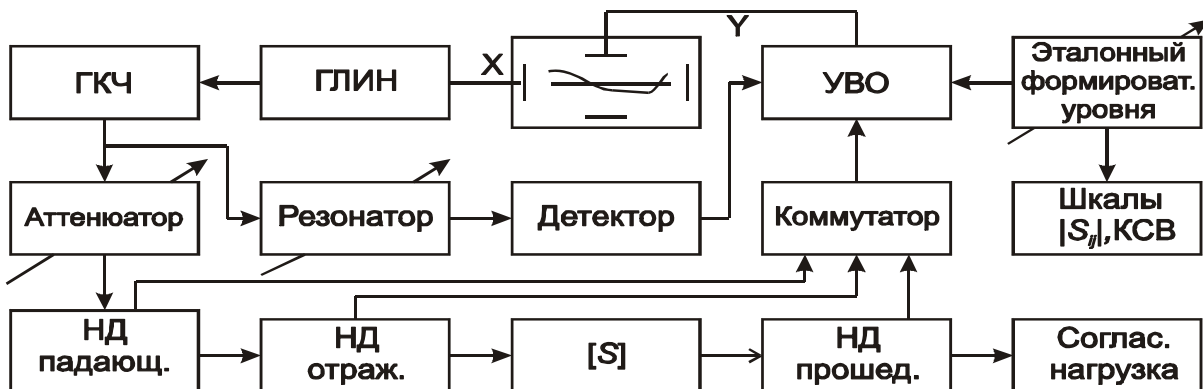 ГКЧ
ГЛИН
X
Y
УВО
Эталонный
формироват.
уровня
Аттенюатор
Резонатор
Детектор
Коммутатор
Шкалы
|Sij|,КСВ
НД
падающ.
НД
отраж.
[S]
НД
прошед.
Соглас.
нагрузка